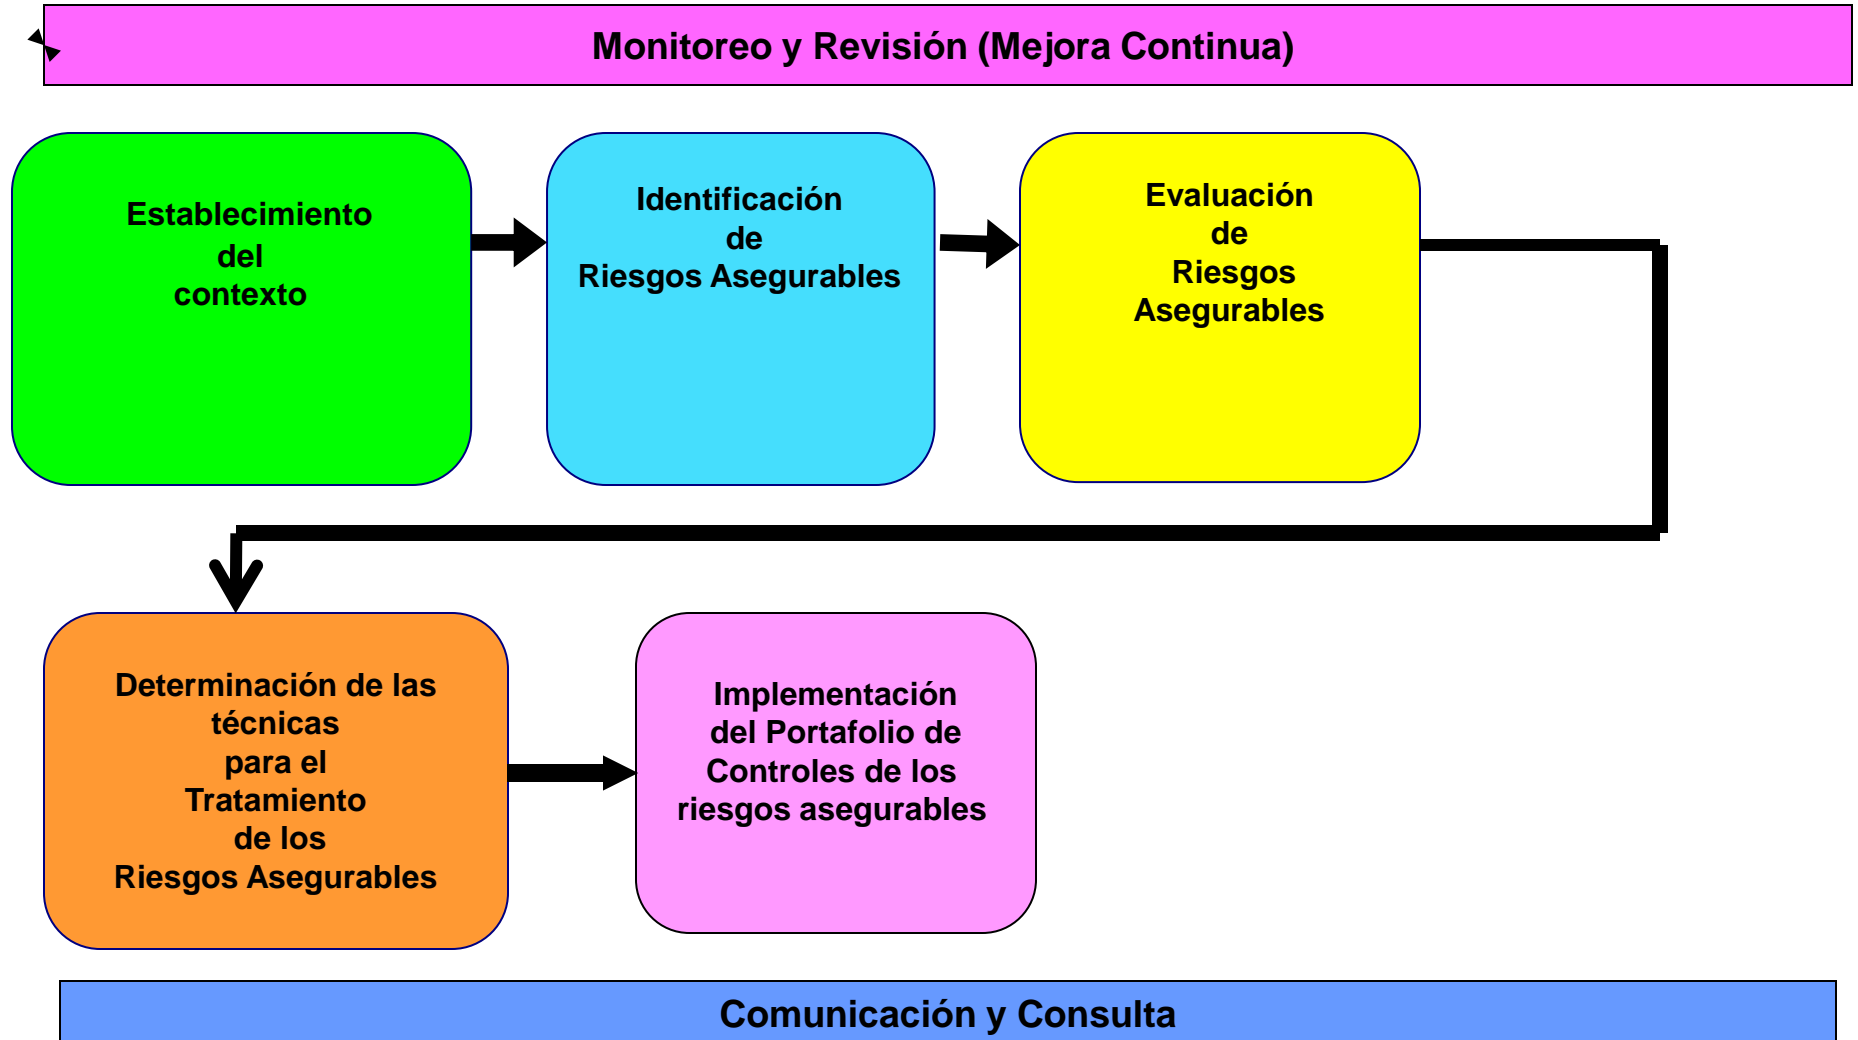 Monitoreo y Revisión (Mejora Continua)
Establecimiento
del
contexto
Identificación
de
Riesgos Asegurables
Evaluación
de
Riesgos
Asegurables
Determinación de las
técnicas
para el
Tratamiento
de los
Riesgos Asegurables
Implementación
del Portafolio de
Controles de los
riesgos asegurables
Comunicación y Consulta